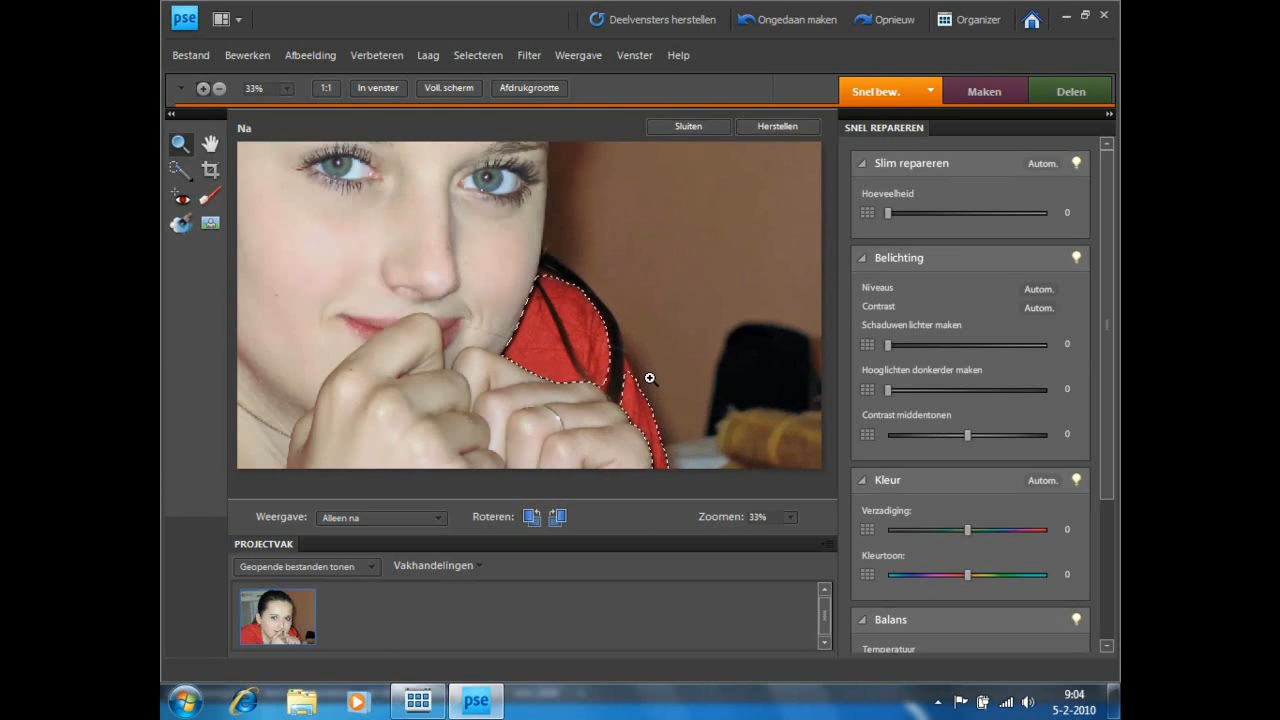 pse
Deelvensters herstellen
Ongedaan maken
Opnieuw
Organizer
Bestand Bewerken Afbeelding Verbeteren Laag Selecteren Filter Weergave Venster Help
33% 1:1 In venster Voll. scherm Afdrukgrootte
Snel bew. Maken Delen
Na
Sluiten Herstellen
SNEL REPAREREN
Slim repareren Autom.
Hoeveelheid
0
Belichting
Niveaus Autom.
Contrast Autom.
Schaduwen lichter maken
0
Hooglichten donkerder maken
0
Contrast middentonen
0
Kleur Autom.
Verzadiging:
0
Kleurtoon:
0
Balans
Temperatuur
Weergave: Alleen na Roteren: Zoomen: 33%
PROJECTVAK
Geopende bestanden tonen Vakhandelingen
pse
9:04
5-2-2010